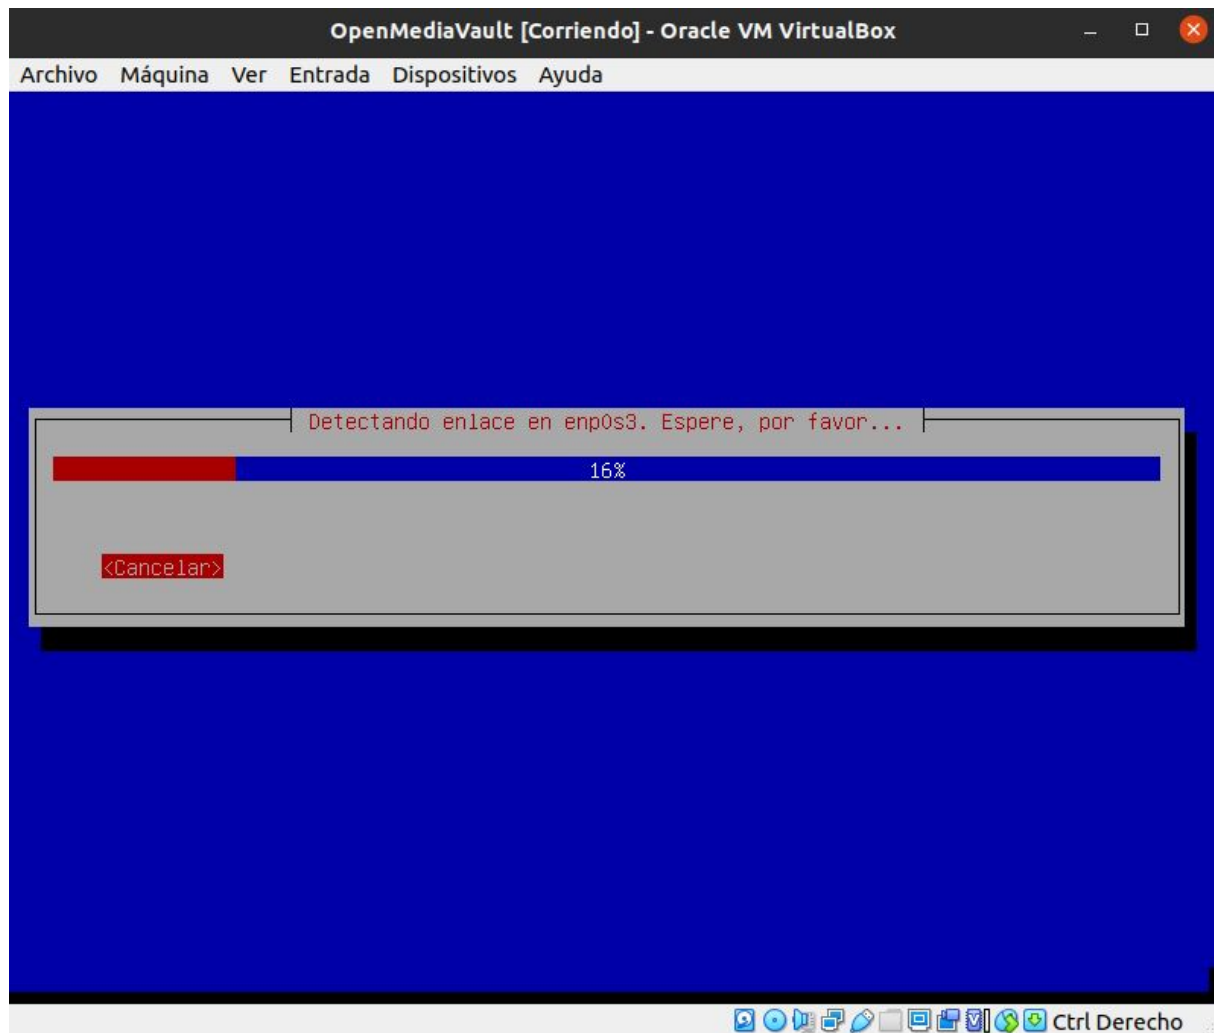 OpenMediaVault [Corriendo] - Oracle VM VirtualBox
Archivo Máquina Ver Entrada Dispositivos Ayuda
Detectando enlace en enp0s3. Espere, por favor...
16%
<Cancelar>
Ctrl Derecho